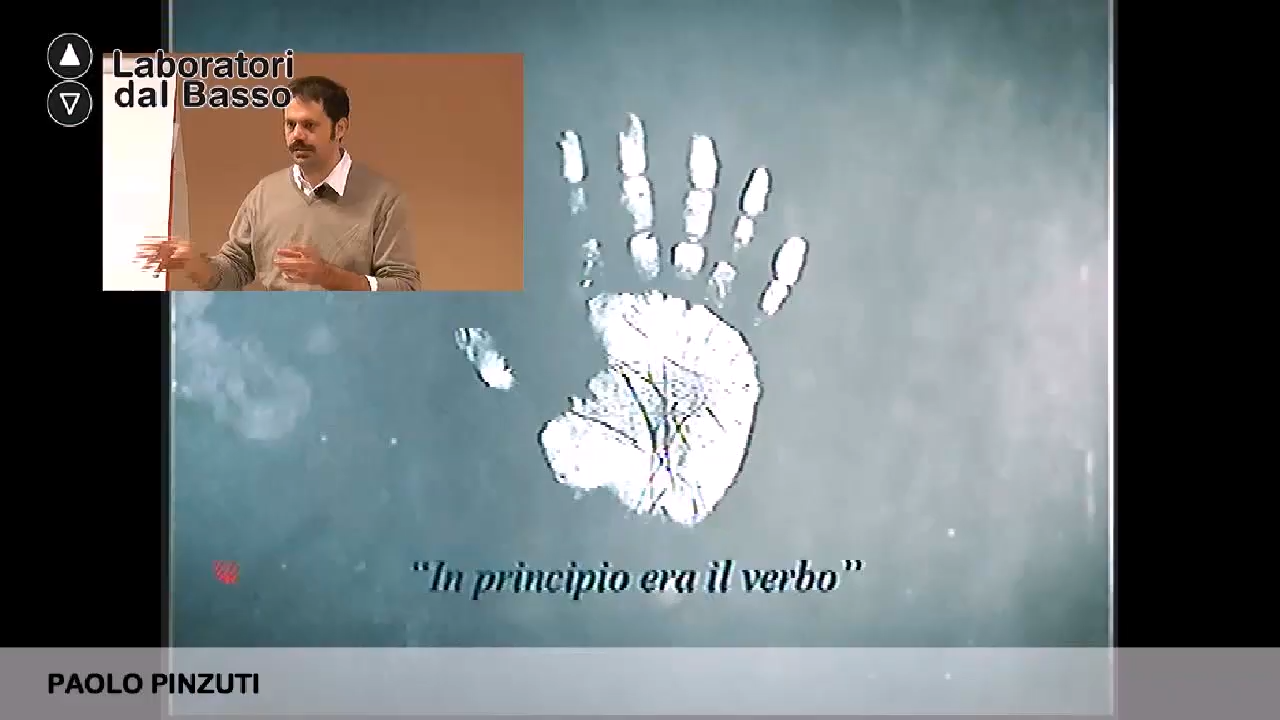 Laboratori
dal Basso
“In principio era il verbo”
PAOLO PINZUTI